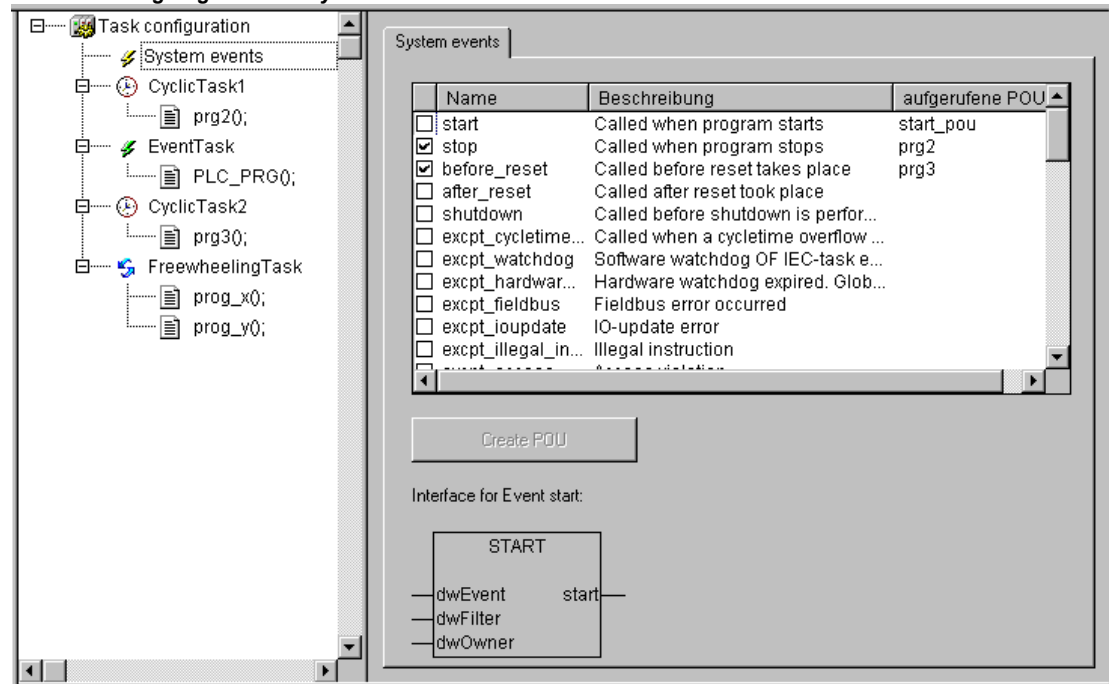 Task configuration
System events
CyclicTask1
prg2();
EventTask
PLC_PRG();
CyclicTask2
prg3();
FreewheelingTask
prog_x();
prog_y();
System events
Name Beschreibung aufgerufene POU
start Called when program starts start_pou
stop Called when program stops prg2
before_reset Called before reset takes place prg3
after_reset Called after reset took place
shutdown Called before shutdown is perfor...
excpt_cycletime... Called when a cycletime overflow ...
excpt_watchdog Software watchdog OF IEC-task e...
excpt_hardwar... Hardware watchdog expired. Glob...
excpt_fieldbus Fieldbus error occurred
excpt_ioupdate IO-update error
excpt_illegal_in... Illegal instruction
Create POU
Interface for Event start:
START
dwEvent start
dwFilter
dwOwner